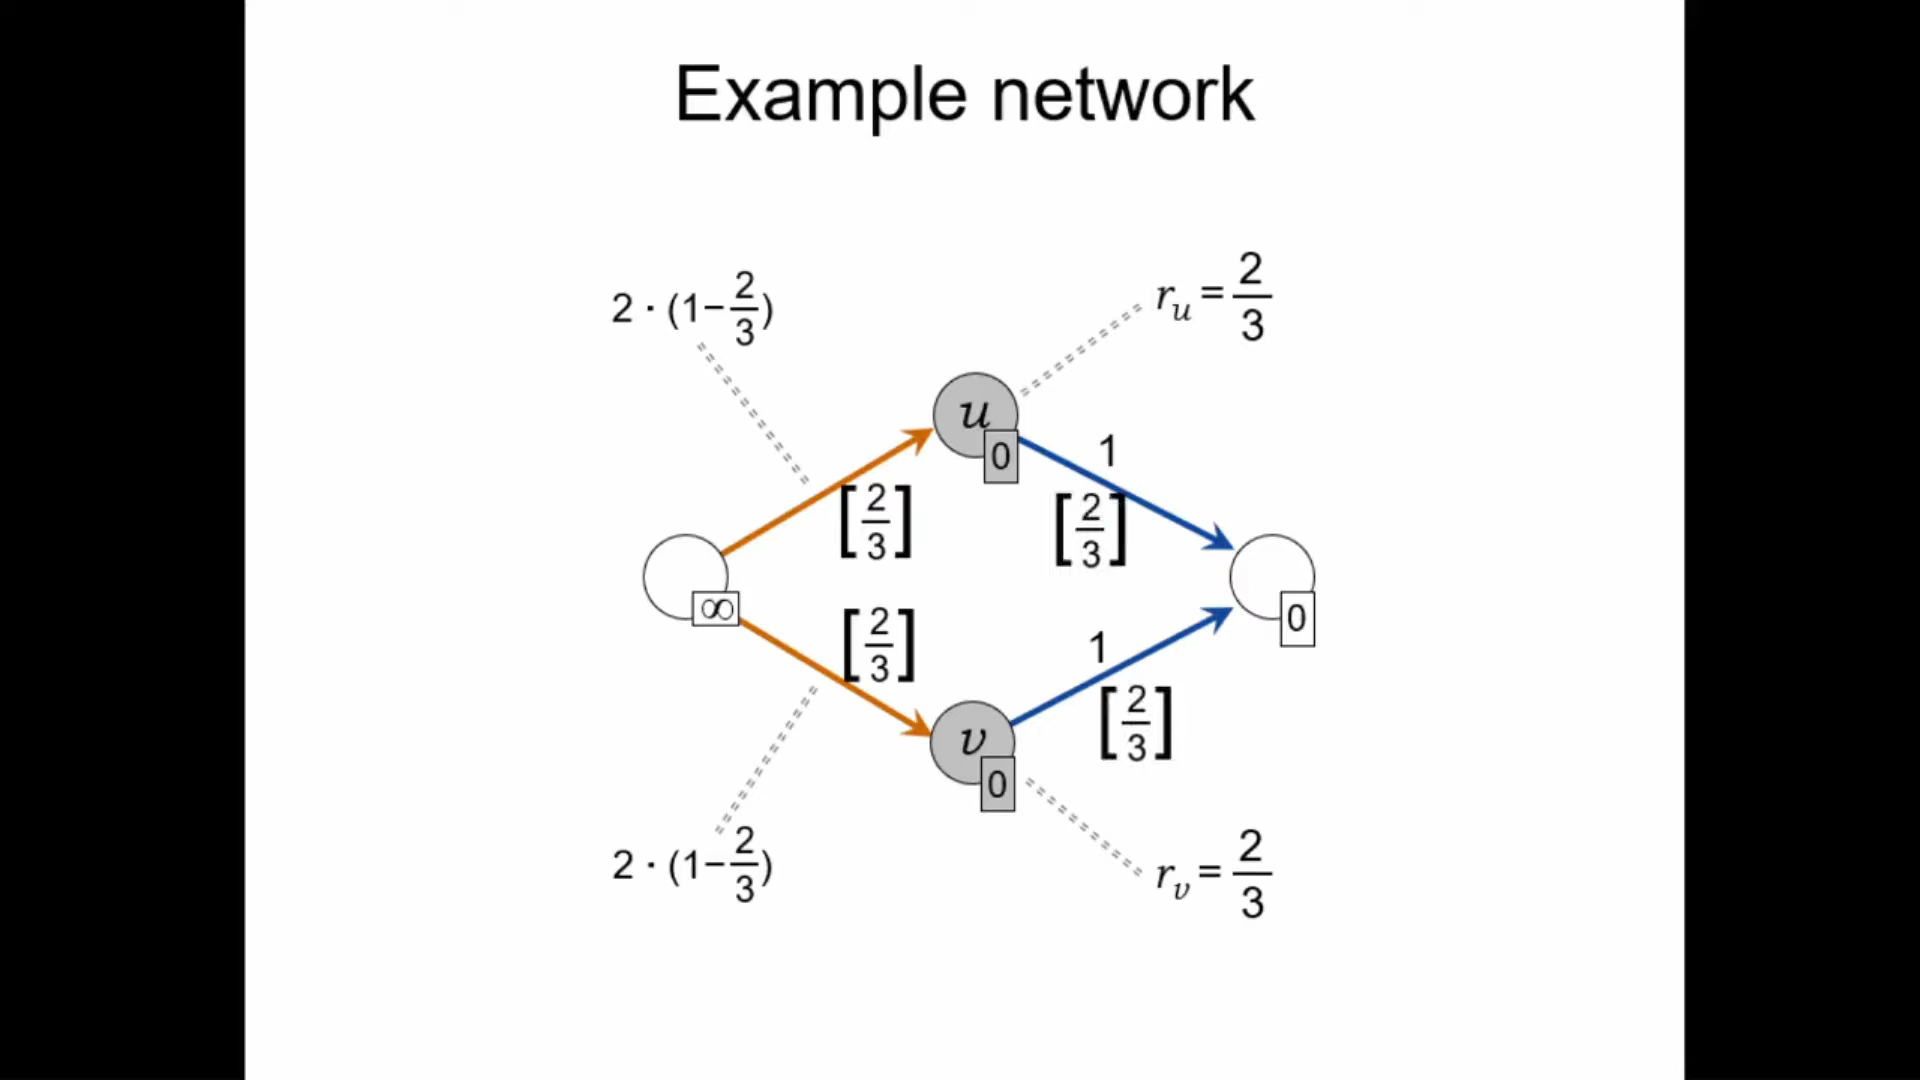 Example network
2 · (1−2/3)
r_u = 2/3
u
0
1
[2/3]
[2/3]
∞
0
[2/3]
1
[2/3]
v
0
2 · (1−2/3)
r_v = 2/3